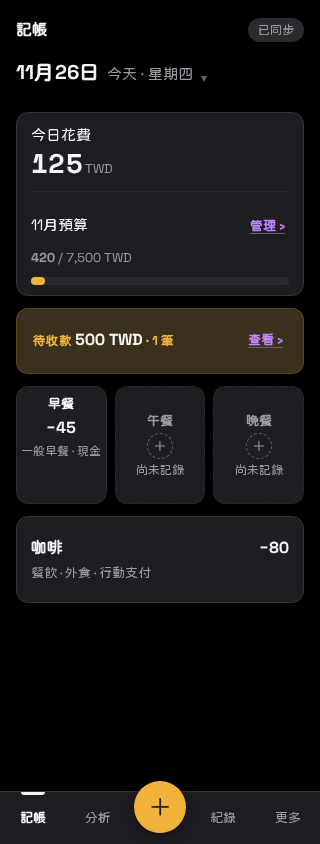 記帳 已同步
11月26日 今天 · 星期四 ▾
今日花費
125 TWD
11月預算 管理 >
420 / 7,500 TWD
待收款 500 TWD · 1 筆 查看 >
早餐
−45
一般早餐 · 現金
午餐
+
尚未記錄
晚餐
+
尚未記錄
咖啡 −80
餐飲 · 外食 · 行動支付
記帳 分析 + 紀錄 更多